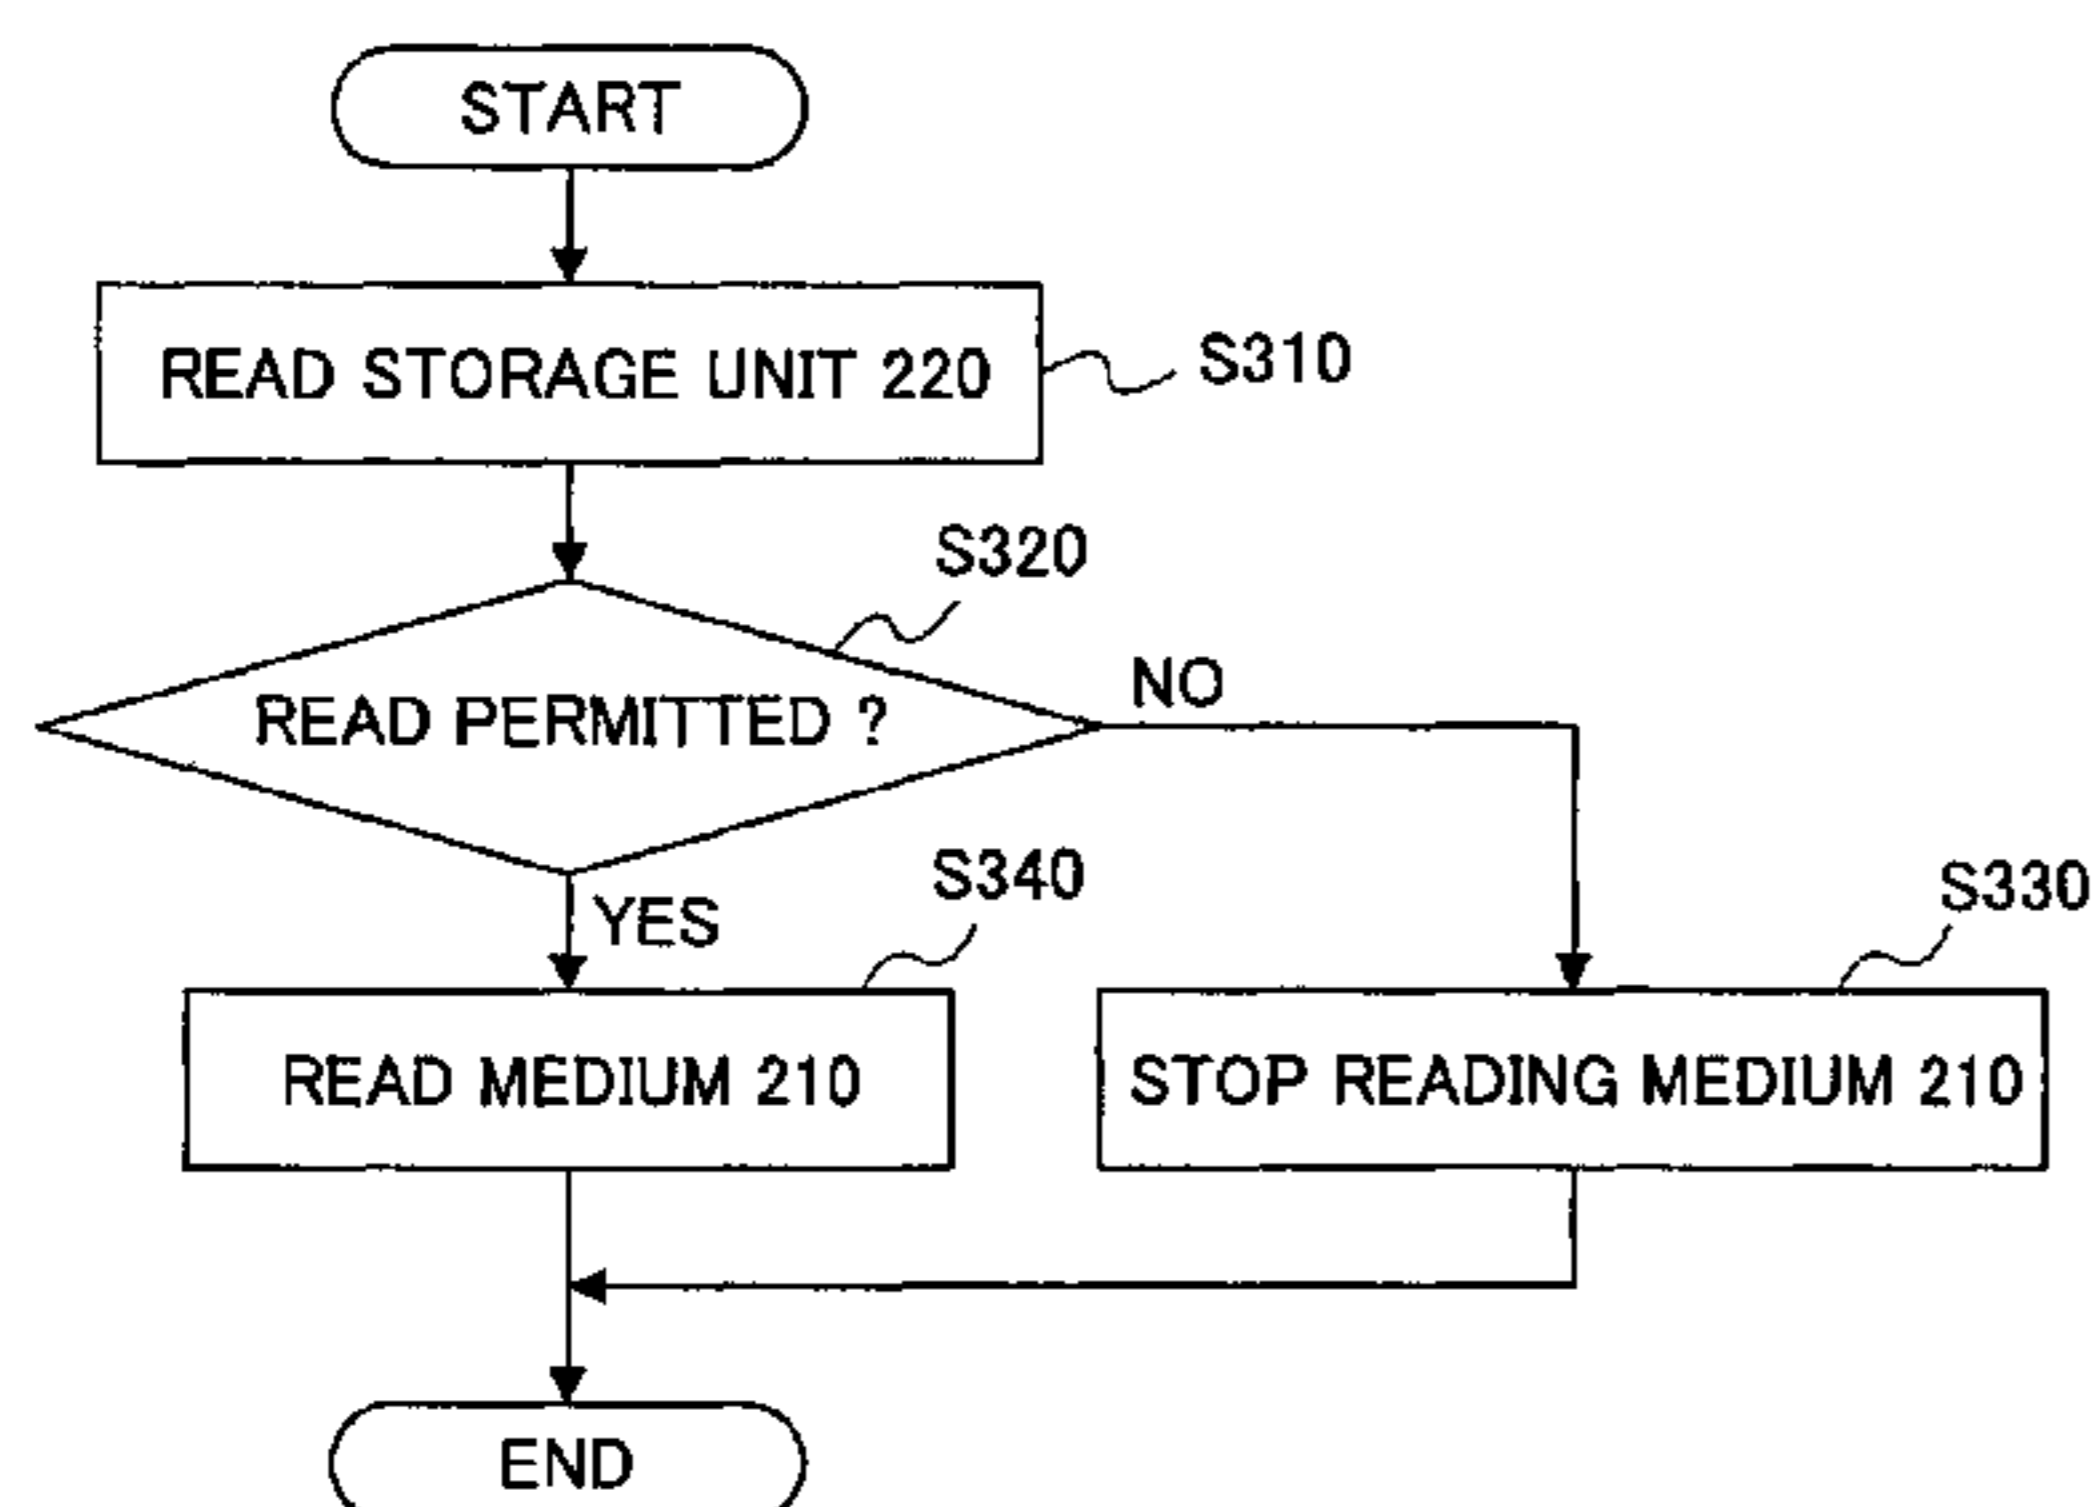 START
READ STORAGE UNIT 220
S310
S320
READ PERMITTED ?
NO
YES
S340
S330
READ MEDIUM 210
STOP READING MEDIUM 210
END